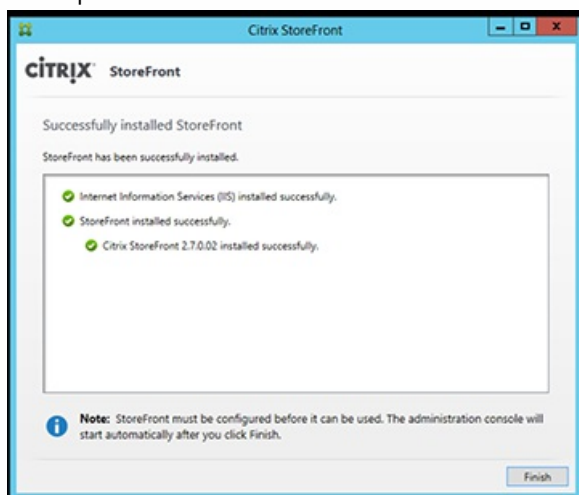 Citrix StoreFront
CİTRIX StoreFront
Successfully installed StoreFront
StoreFront has been successfully installed.
Internet Information Services (IIS) installed successfully.
StoreFront installed successfully.
Citrix StoreFront 2.7.0.02 installed successfully.
Note: StoreFront must be configured before it can be used. The administration console will
start automatically after you click Finish.
Finish